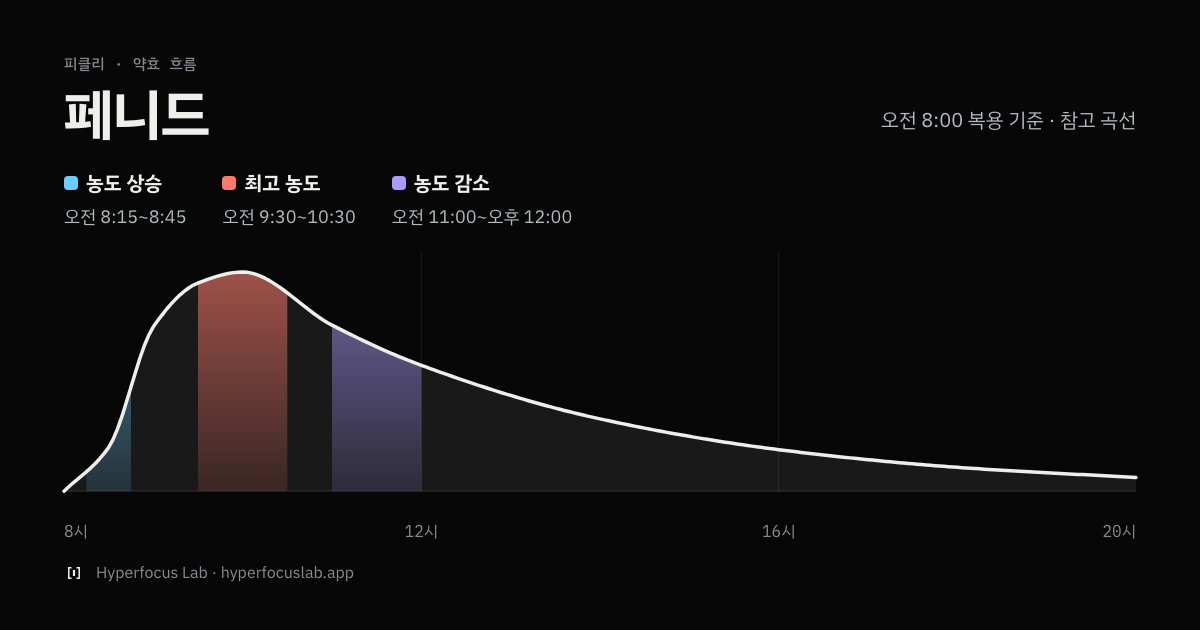 피클리 · 약효 흐름
페니드
오전 8:00 복용 기준 · 참고 곡선
농도 상승
최고 농도
농도 감소
오전 8:15~8:45
오전 9:30~10:30
오전 11:00~오후 12:00
8시
12시
16시
20시
Hyperfocus Lab · hyperfocuslab.app